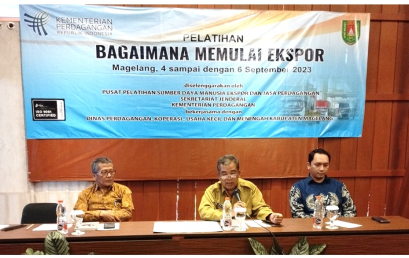 KEMENTERIAN
PERDAGANGAN
REPUBLIK INDONESIA
PELATIHAN
BAGAIMANA MEMULAI EKSPOR
Magelang, 4 sampai dengan 6 September 2023
diselenggarakan oleh
PUSAT PELATIHAN SUMBER DAYA MANUSIA EKSPOR DAN JASA PERDAGANGAN
SEKRETARIAT JENDERAL
KEMENTERIAN PERDAGANGAN
bekerjasama dengan
DINAS PERDAGANGAN, KOPERASI, USAHA KECIL DAN MENENGAH KABUPATEN MAGELANG
CERTIFIED